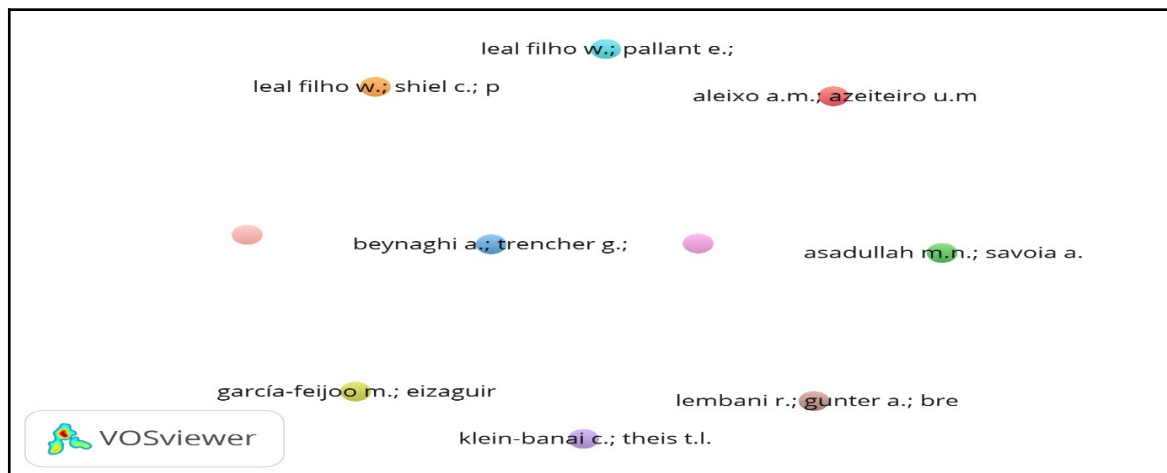 leal filho w.; pallant e.;
leal filho w.; shiel c.; p
aleixo a.m.; azeiteiro u.m
beynaghi a.; trencher g.;
asadullah m.n.; savoia a.
garcía-feijoo m.; eizaguir
lembani r.; gunter a.; bre
klein-banai c.; theis t.l.
VOSviewer